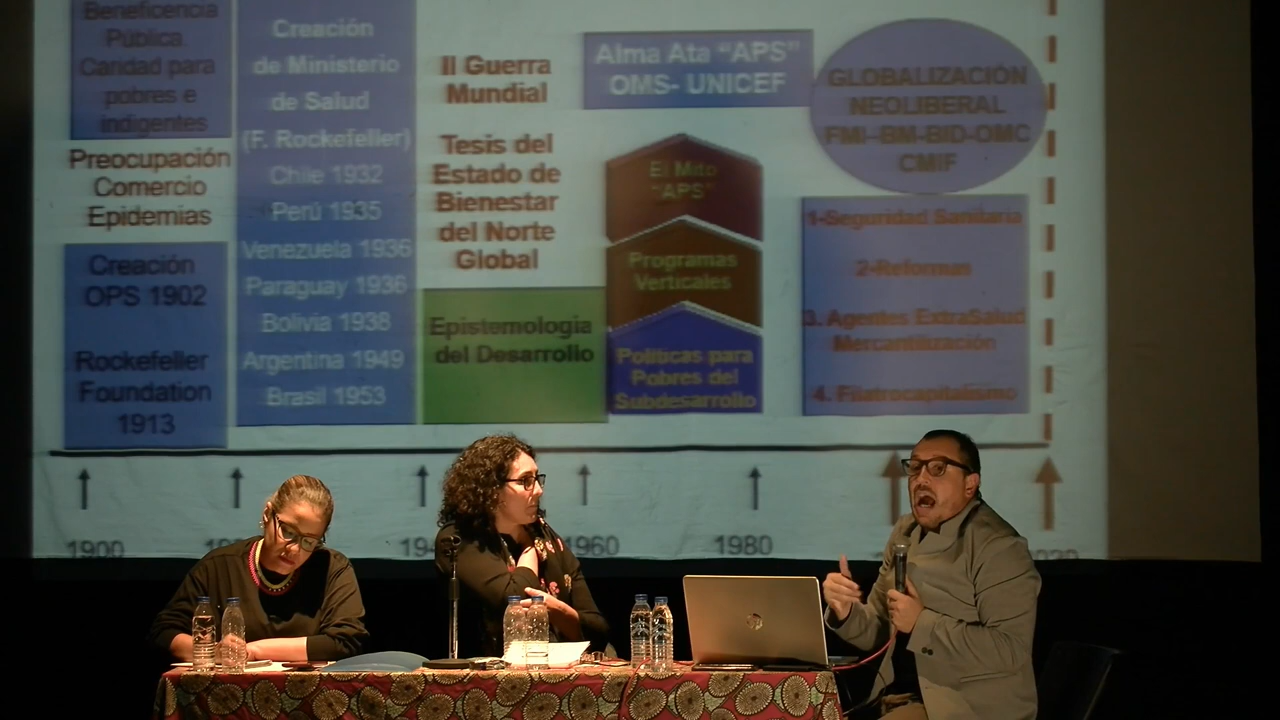 Beneficencia
Pública.
Caridad para
pobres e
indigentes
Preocupación
Comercio
Epidemias
Creación
OPS 1902
Rockefeller
Foundation
1913
Creación
de Ministerio
de Salud
(F. Rockefeller)
Chile 1932
Perú 1935
Venezuela 1936
Paraguay 1936
Bolivia 1938
Argentina 1949
Brasil 1953
II Guerra
Mundial
Tesis del
Estado de
Bienestar
del Norte
Global
Epistemologia
del Desarrollo
Alma Ata “APS”
OMS- UNICEF
El Mito
“APS”
Programas
Verticales
Políticas para
Pobres del
Subdesarrollo
GLOBALIZACIÓN
NEOLIBERAL
FMI–BM-BID-OMC
CMIF
1-Seguridad Sanitaria
2-Reformas
3. Agentes ExtraSalud
Mercantilización
4. Filatrocapitalismo
1900
1960
1980
hp